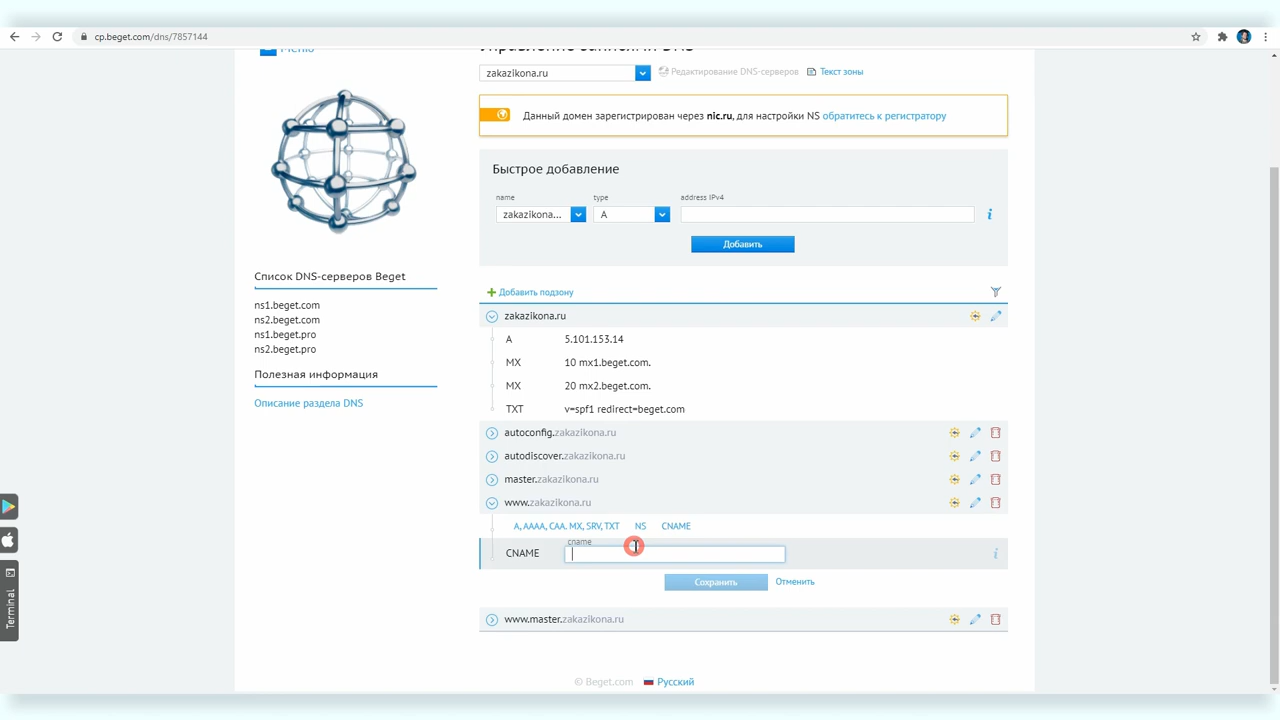 cp.beget.com/dns/7857144
Меню
Управление записями DNS
zakazikona.ru
Редактирование DNS-серверов
Текст зоны
Данный домен зарегистрирован через nic.ru, для настройки NS обратитесь к регистратору
Быстрое добавление
name
type
address IPv4
zakazikona...
A
i
Добавить
Список DNS-серверов Beget
ns1.beget.com
ns2.beget.com
ns1.beget.pro
ns2.beget.pro
Полезная информация
Описание раздела DNS
Добавить подзону
zakazikona.ru
A 5.101.153.14
MX 10 mx1.beget.com.
MX 20 mx2.beget.com.
TXT v=spf1 redirect=beget.com
autoconfig.zakazikona.ru
autodiscover.zakazikona.ru
master.zakazikona.ru
www.zakazikona.ru
A, AAAA, CAA. MX, SRV, TXT NS CNAME
cname
CNAME
i
Сохранить Отменить
www.master.zakazikona.ru
© Beget.com Русский
Terminal